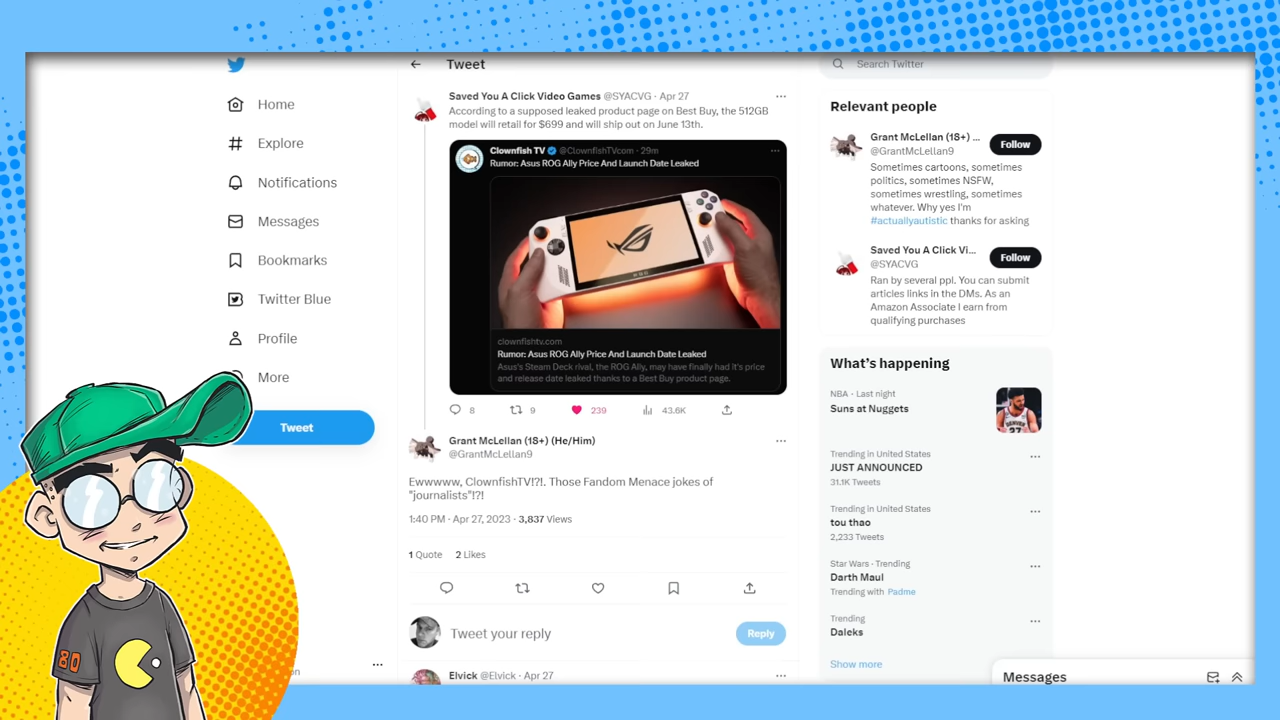 Home
Explore
Notifications
Messages
Bookmarks
Twitter Blue
Profile
More
Tweet
80
Tweet
Saved You A Click Video Games @SYACVG · Apr 27
According to a supposed leaked product page on Best Buy, the 512GB
model will retail for $699 and will ship out on June 13th.
Clownfish TV @ClownfishTVcom · 29m
Rumor: Asus ROG Ally Price And Launch Date Leaked
clownfishtv.com
Rumor: Asus ROG Ally Price And Launch Date Leaked
Asus's Steam Deck rival, the ROG Ally, may have finally had it's price
and release date leaked thanks to a Best Buy product page.
8 9 239 43.6K
Grant McLellan (18+) (He/Him)
@GrantMcLellan9
Ewwwww, ClownfishTV!?!. Those Fandom Menace jokes of
"journalists"!?!
1:40 PM · Apr 27, 2023 · 3,837 Views
1 Quote 2 Likes
Tweet your reply
Reply
Elvick @Elvick · Apr 27
Search Twitter
Relevant people
Grant McLellan (18+) ...
@GrantMcLellan9
Follow
Sometimes cartoons, sometimes
politics, sometimes NSFW,
sometimes wrestling, sometimes
whatever. Why yes I'm
#actuallyautistic thanks for asking
Saved You A Click Vi...
@SYACVG
Follow
Ran by several ppl. You can submit
articles links in the DMs. As an
Amazon Associate I earn from
qualifying purchases
What's happening
NBA · Last night
Suns at Nuggets
Trending in United States
JUST ANNOUNCED
31.1K Tweets
Trending in United States
tou thao
2,233 Tweets
Star Wars · Trending
Darth Maul
Trending with Padme
Trending
Daleks
Show more
Messages